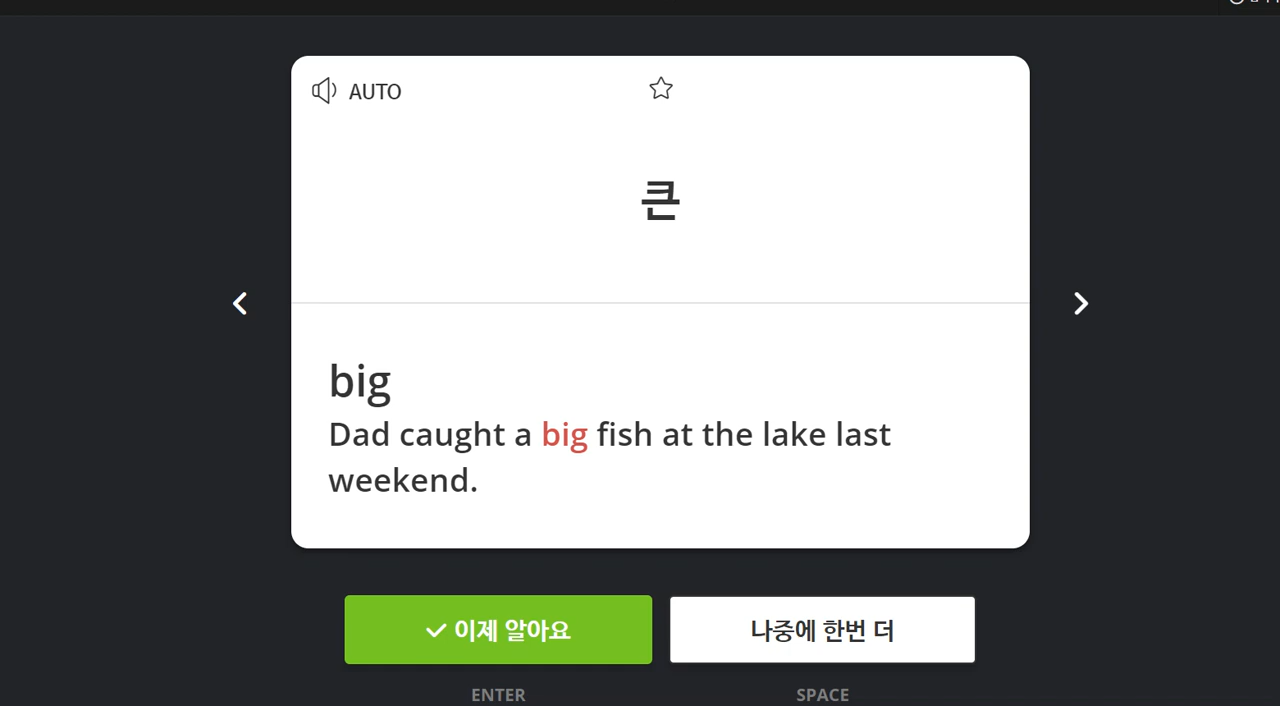 AUTO
큰
big
Dad caught a big fish at the lake last
weekend.
이제 알아요
나중에 한번 더
ENTER
SPACE